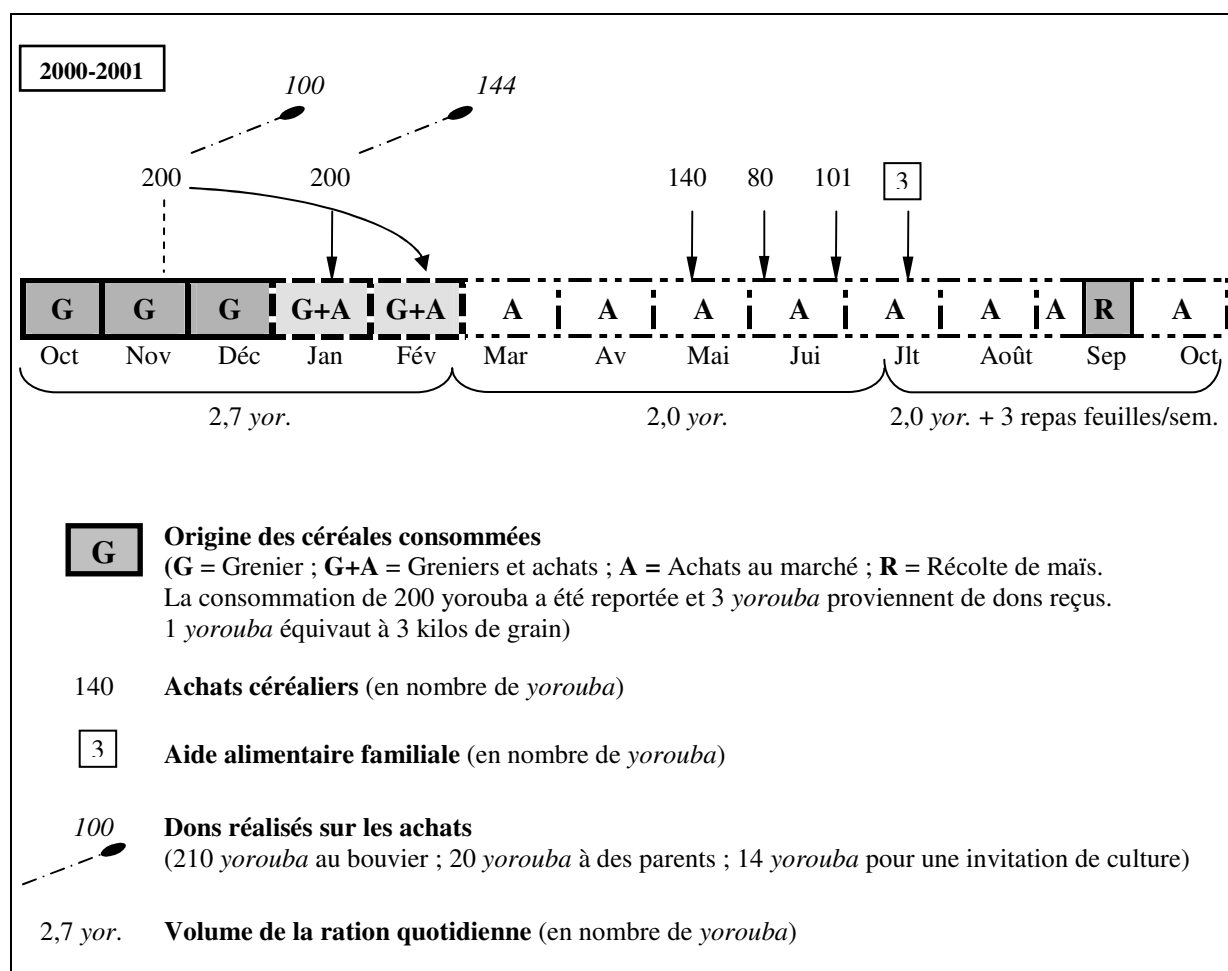 2000-2001
100 144
200 200 140 80 101 3
G G G G+A G+A A A A A A A A R A
Oct Nov Déc Jan Fév Mar Av Mai Jui Jlt Août Sep Oct
2,7 yor. 2,0 yor. 2,0 yor. + 3 repas feuilles/sem.
G Origine des céréales consommées
(G = Grenier ; G+A = Greniers et achats ; A = Achats au marché ; R = Récolte de maïs.
La consommation de 200 yorouba a été reportée et 3 yorouba proviennent de dons reçus.
1 yorouba équivaut à 3 kilos de grain)
140 Achats céréaliers (en nombre de yorouba)
3 Aide alimentaire familiale (en nombre de yorouba)
100 Dons réalisés sur les achats
(210 yorouba au bouvier ; 20 yorouba à des parents ; 14 yorouba pour une invitation de culture)
2,7 yor. Volume de la ration quotidienne (en nombre de yorouba)